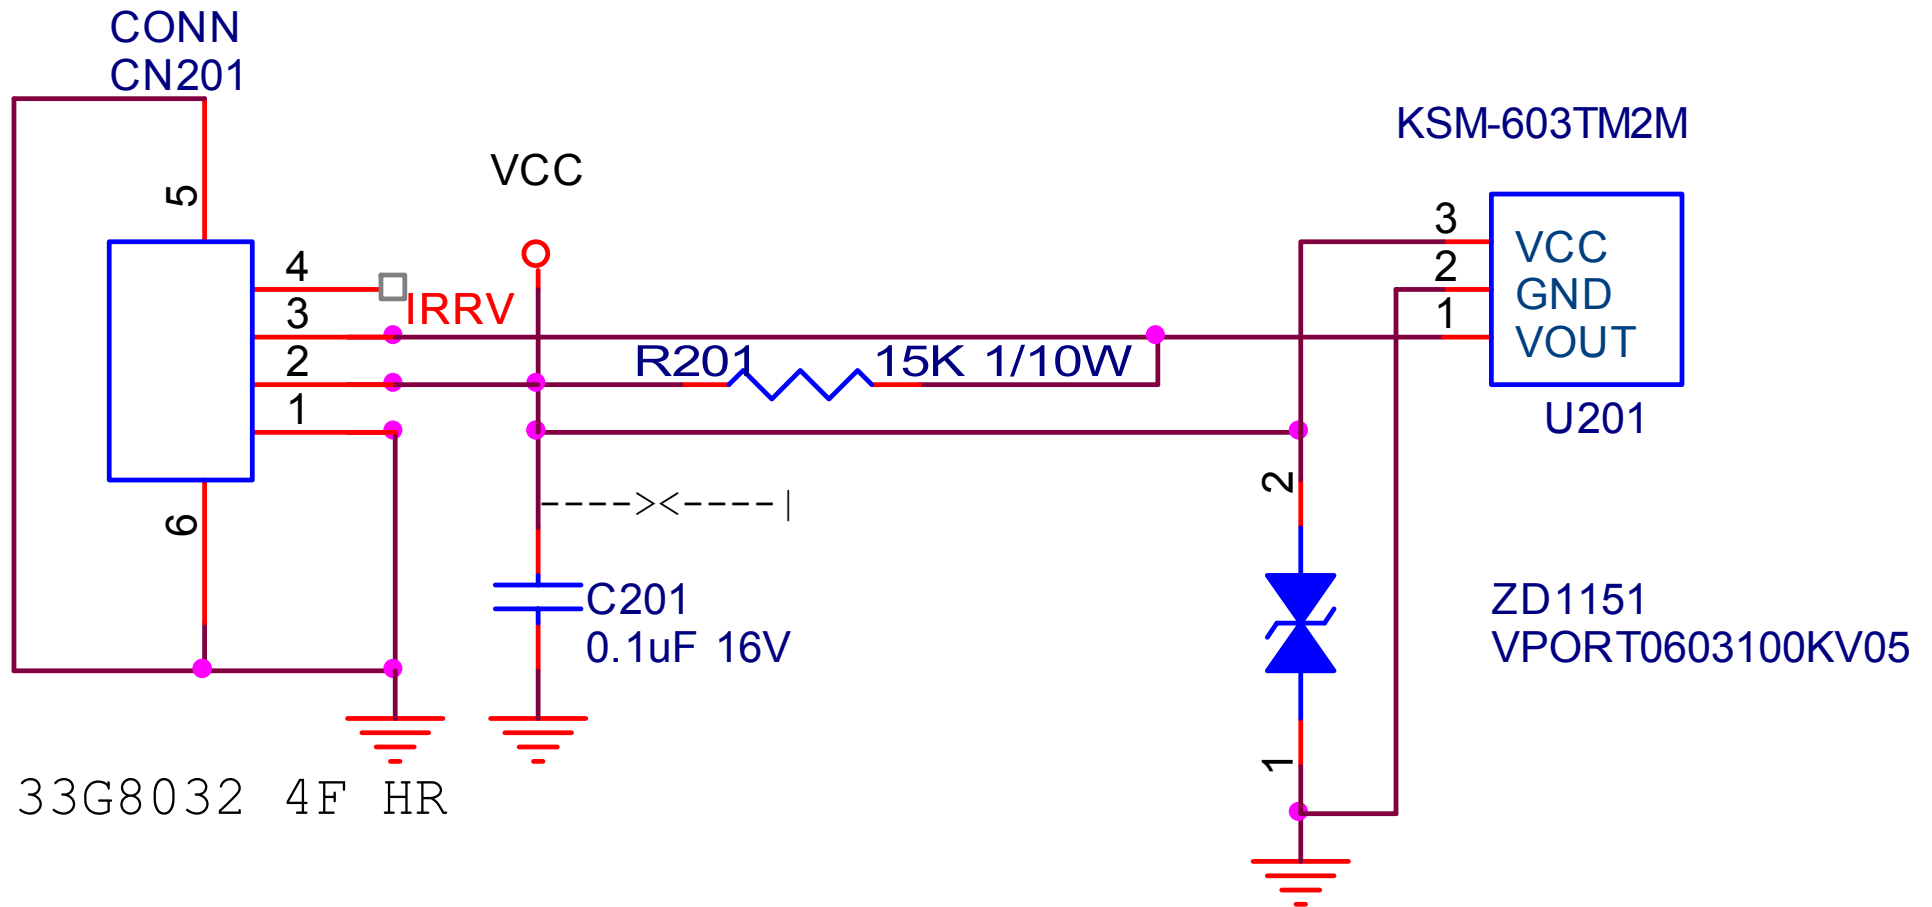 CONN
CN201
KSM-603TM2M
VCC
5
3
VCC
4
2
GND
IRRV
3
1
VOUT
2
R201 15K 1/10W
1
U201
2
----><----|
6
C201
0.1uF 16V
ZD1151
VPORT0603100KV05
1
33G8032 4F HR